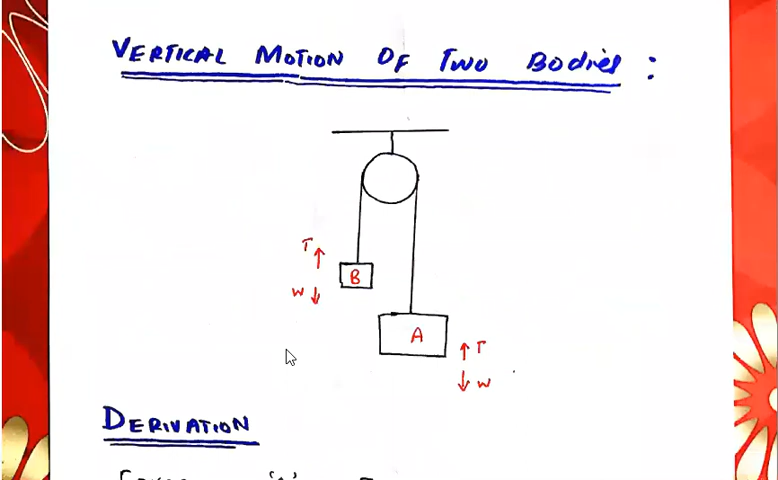 VERTICAL MOTION OF TWO BODIES :
T
B
W
A
T
W
DERIVATION